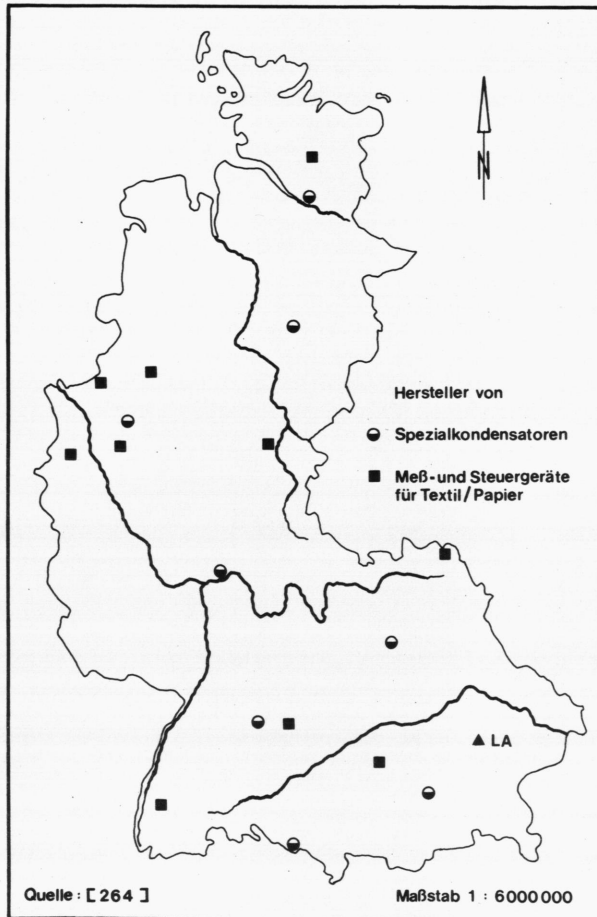 N
Hersteller von
Spezialkondensatoren
Meß-und Steuergeräte
für Textil/Papier
LA
Quelle: [264]
Maßstab 1 : 6000000